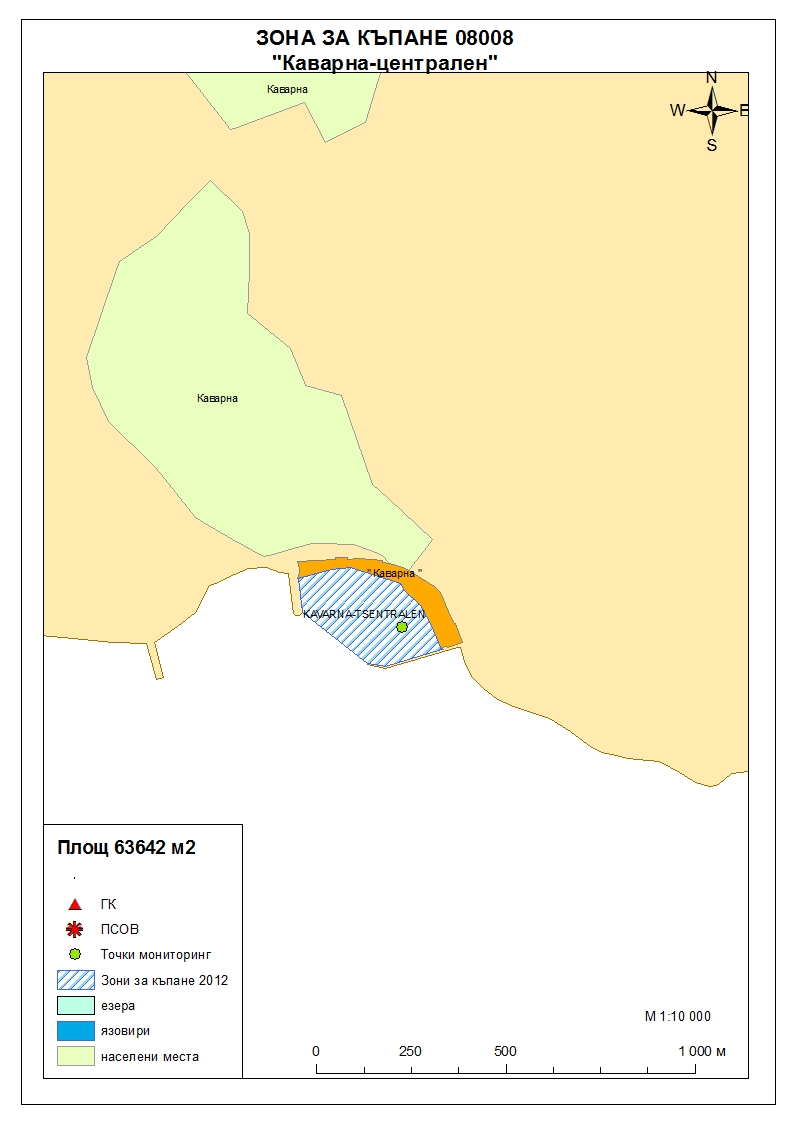 ЗОНА ЗА КЪПАНЕ 08008
"Каварна-централен"
Каварна
N
W E
S
Каварна
" Каварна "
KAVARNA-TSENTRALEN
Площ 63642 м2
ГК
ПСОВ
Точки мониторинг
Зони за къпане 2012
езера
язовири
населени места
М 1:10 000
0 250 500 1 000 м